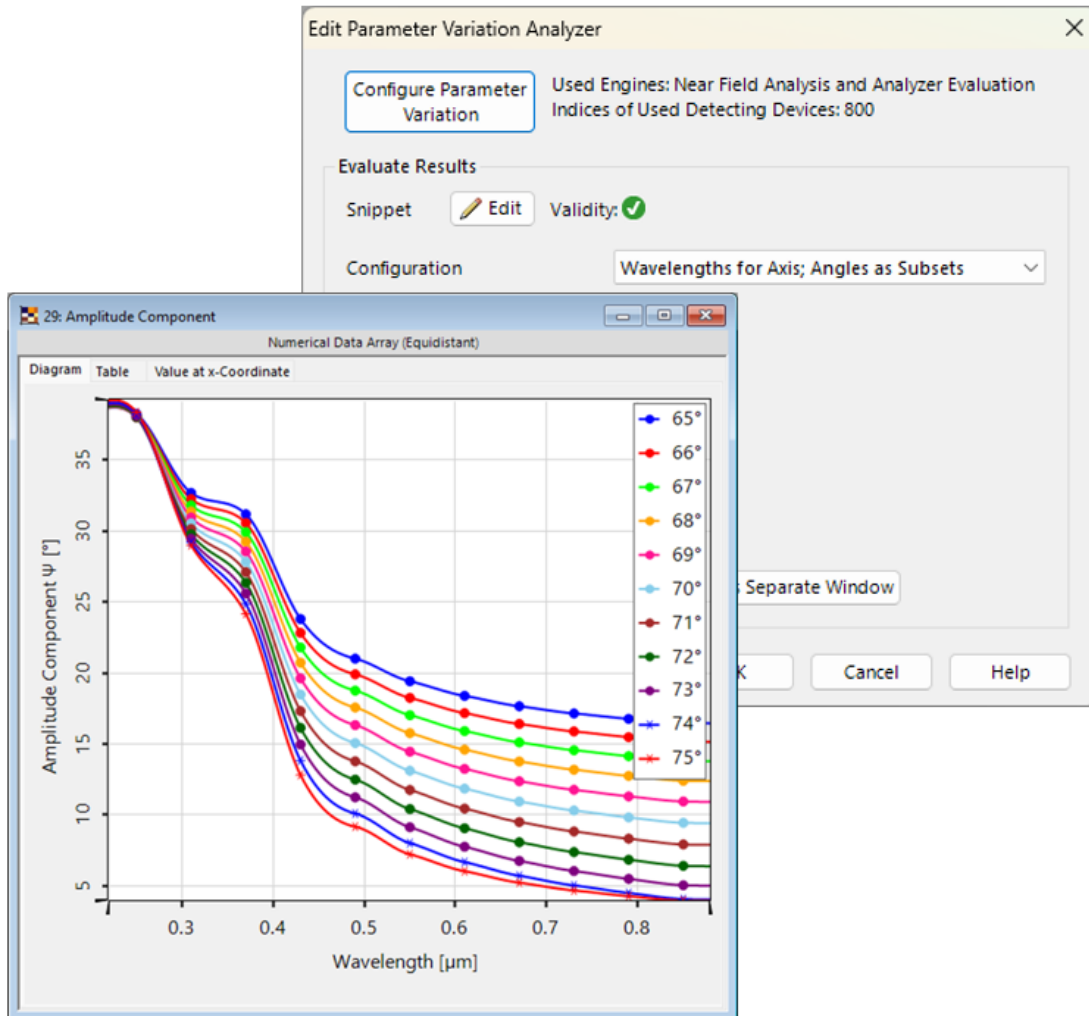 Edit Parameter Variation Analyzer
Configure Parameter
Variation
Used Engines: Near Field Analysis and Analyzer Evaluation
Indices of Used Detecting Devices: 800
Evaluate Results
Snippet
Edit
Validity:
Configuration
Wavelengths for Axis; Angles as Subsets
Separate Window
Cancel
Help
29: Amplitude Component
Numerical Data Array (Equidistant)
Diagram
Table
Value at x-Coordinate
Amplitude Component Ψ [°]
35
30
25
20
15
10
5
65°
66°
67°
68°
69°
70°
71°
72°
73°
74°
75°
0.3
0.4
0.5
0.6
0.7
0.8
Wavelength [μm]